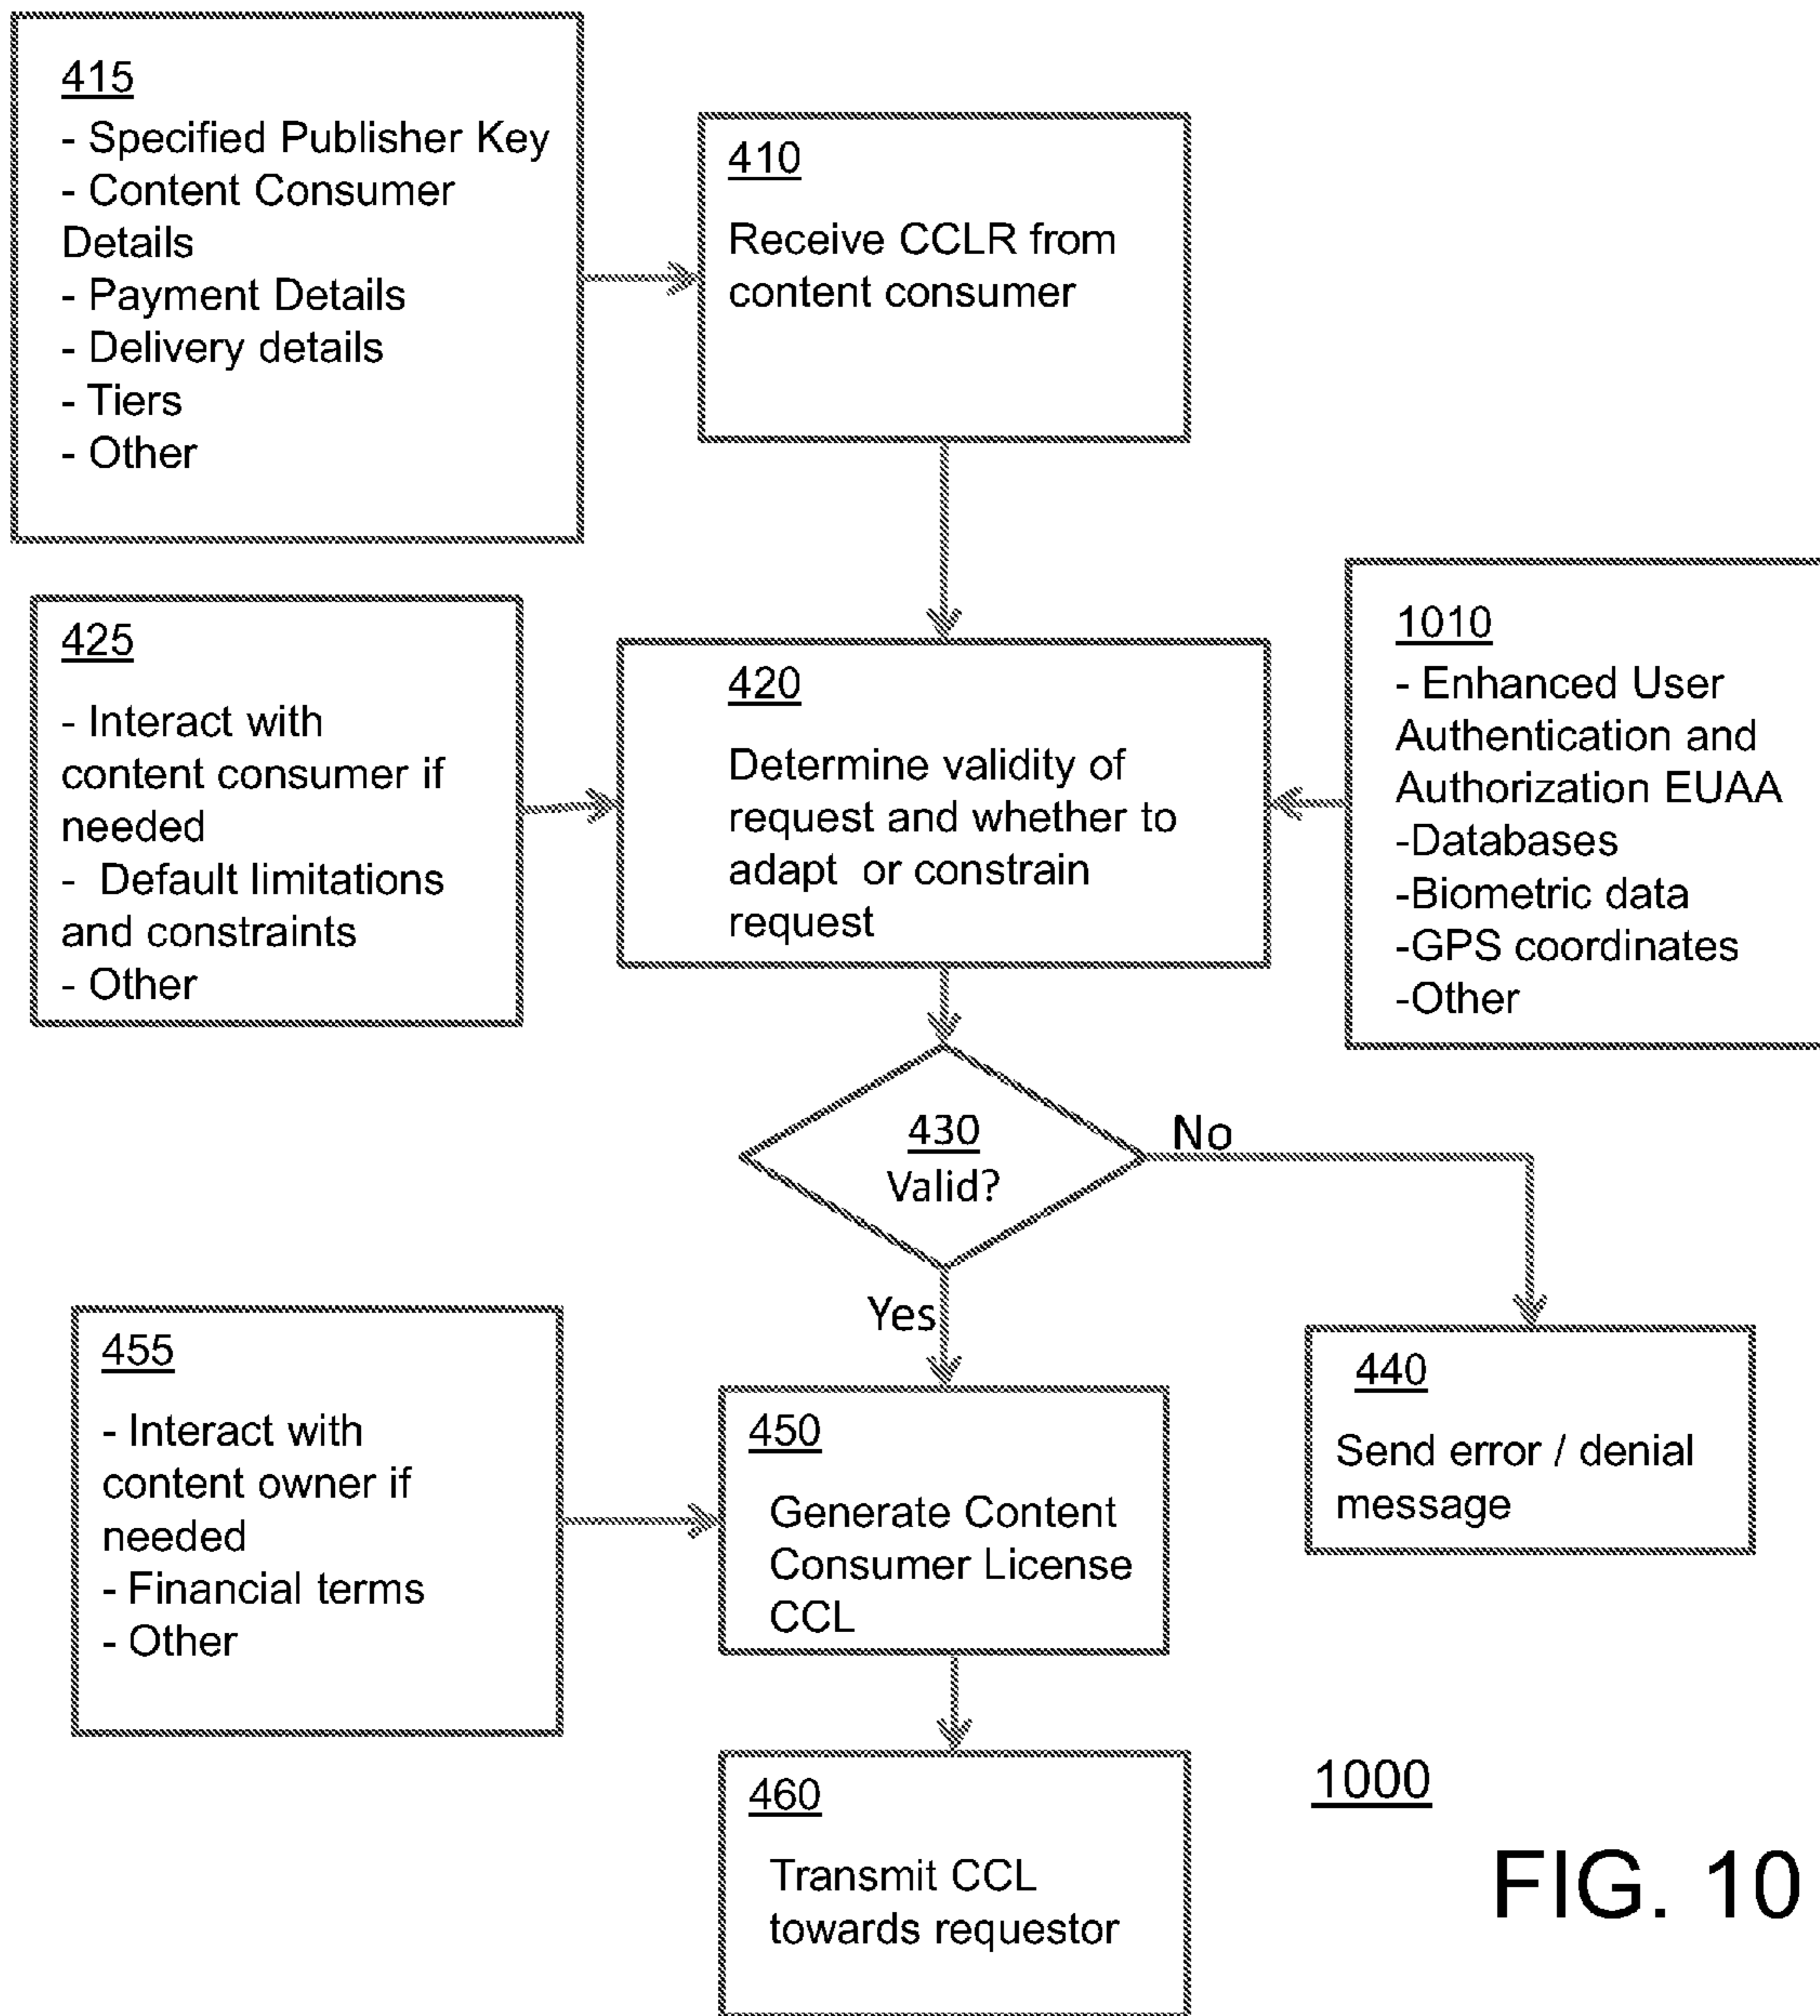 415
- Specified Publisher Key
- Content Consumer
Details
- Payment Details
- Delivery details
- Tiers
- Other
410
Receive CCLR from
content consumer
425
- Interact with
content consumer if
needed
- Default limitations
and constraints
- Other
420
Determine validity of
request and whether to
adapt or constrain
request
1010
- Enhanced User
Authentication and
Authorization EUAA
-Databases
-Biometric data
-GPS coordinates
-Other
430
Valid?
No
Yes
440
Send error / denial
message
455
- Interact with
content owner if
needed
- Financial terms
- Other
450
Generate Content
Consumer License
CCL
460
Transmit CCL
towards requestor
1000
FIG. 10